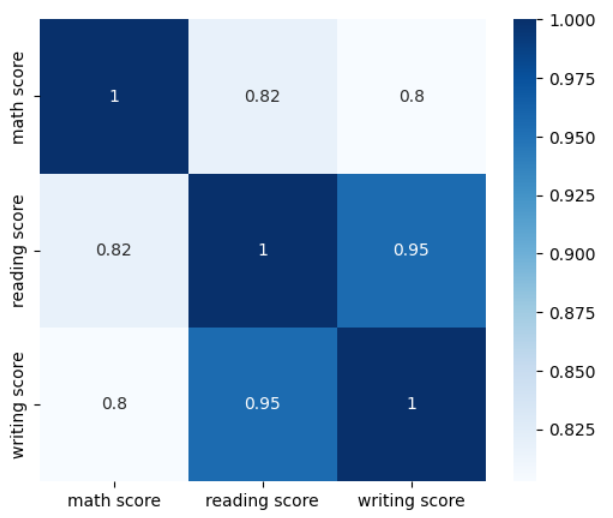 math score
1
0.82
0.8
reading score
0.82
1
0.95
writing score
0.8
0.95
1
math score
reading score
writing score
1.000
0.975
0.950
0.925
0.900
0.875
0.850
0.825